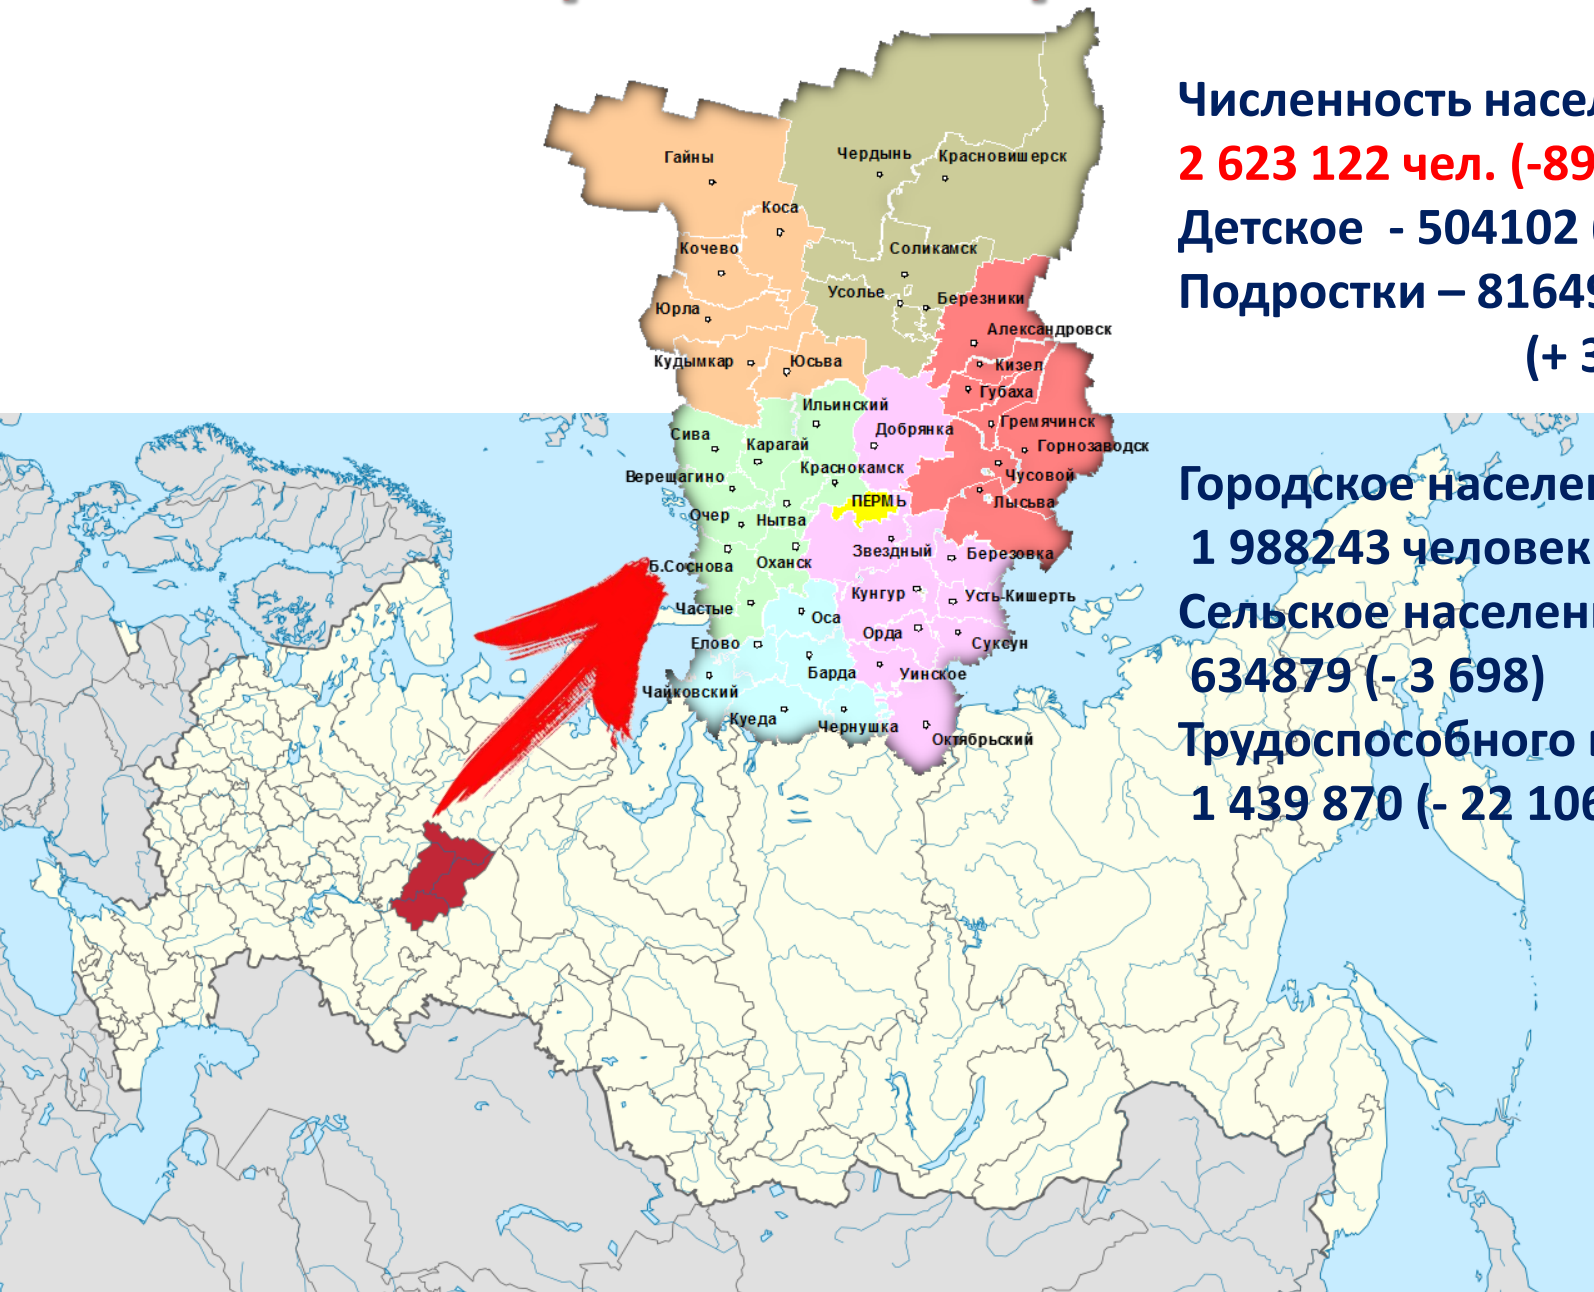 Гайны
Чердынь
Красновишерск
Коса
Кочево
Соликамск
Усолье
Березники
Юрла
Александровск
Кудымкар
Юсьва
Кизел
Губаха
Ильинский
Добрянка
Гремячинск
Сива
Карагай
Горнозаводск
Краснокамск
Верещагино
Чусовой
ПЕРМЬ
Лысьва
Очер
Нытва
Звездный
Березовка
Б.Соснова
Оханск
Кунгур
Усть-Кишерть
Частые
Оса
Орда
Елово
Суксун
Барда
Уинское
Чайковский
Куеда
Чернушка
Октябрьский
Численность насел
2 623 122 чел. (-89
Детское - 504102 (
Подростки – 81649
(+ 3
Городское населен
1 988243 человек
Сельское населен
634879 (- 3 698)
Трудоспособного
1 439 870 (- 22 106